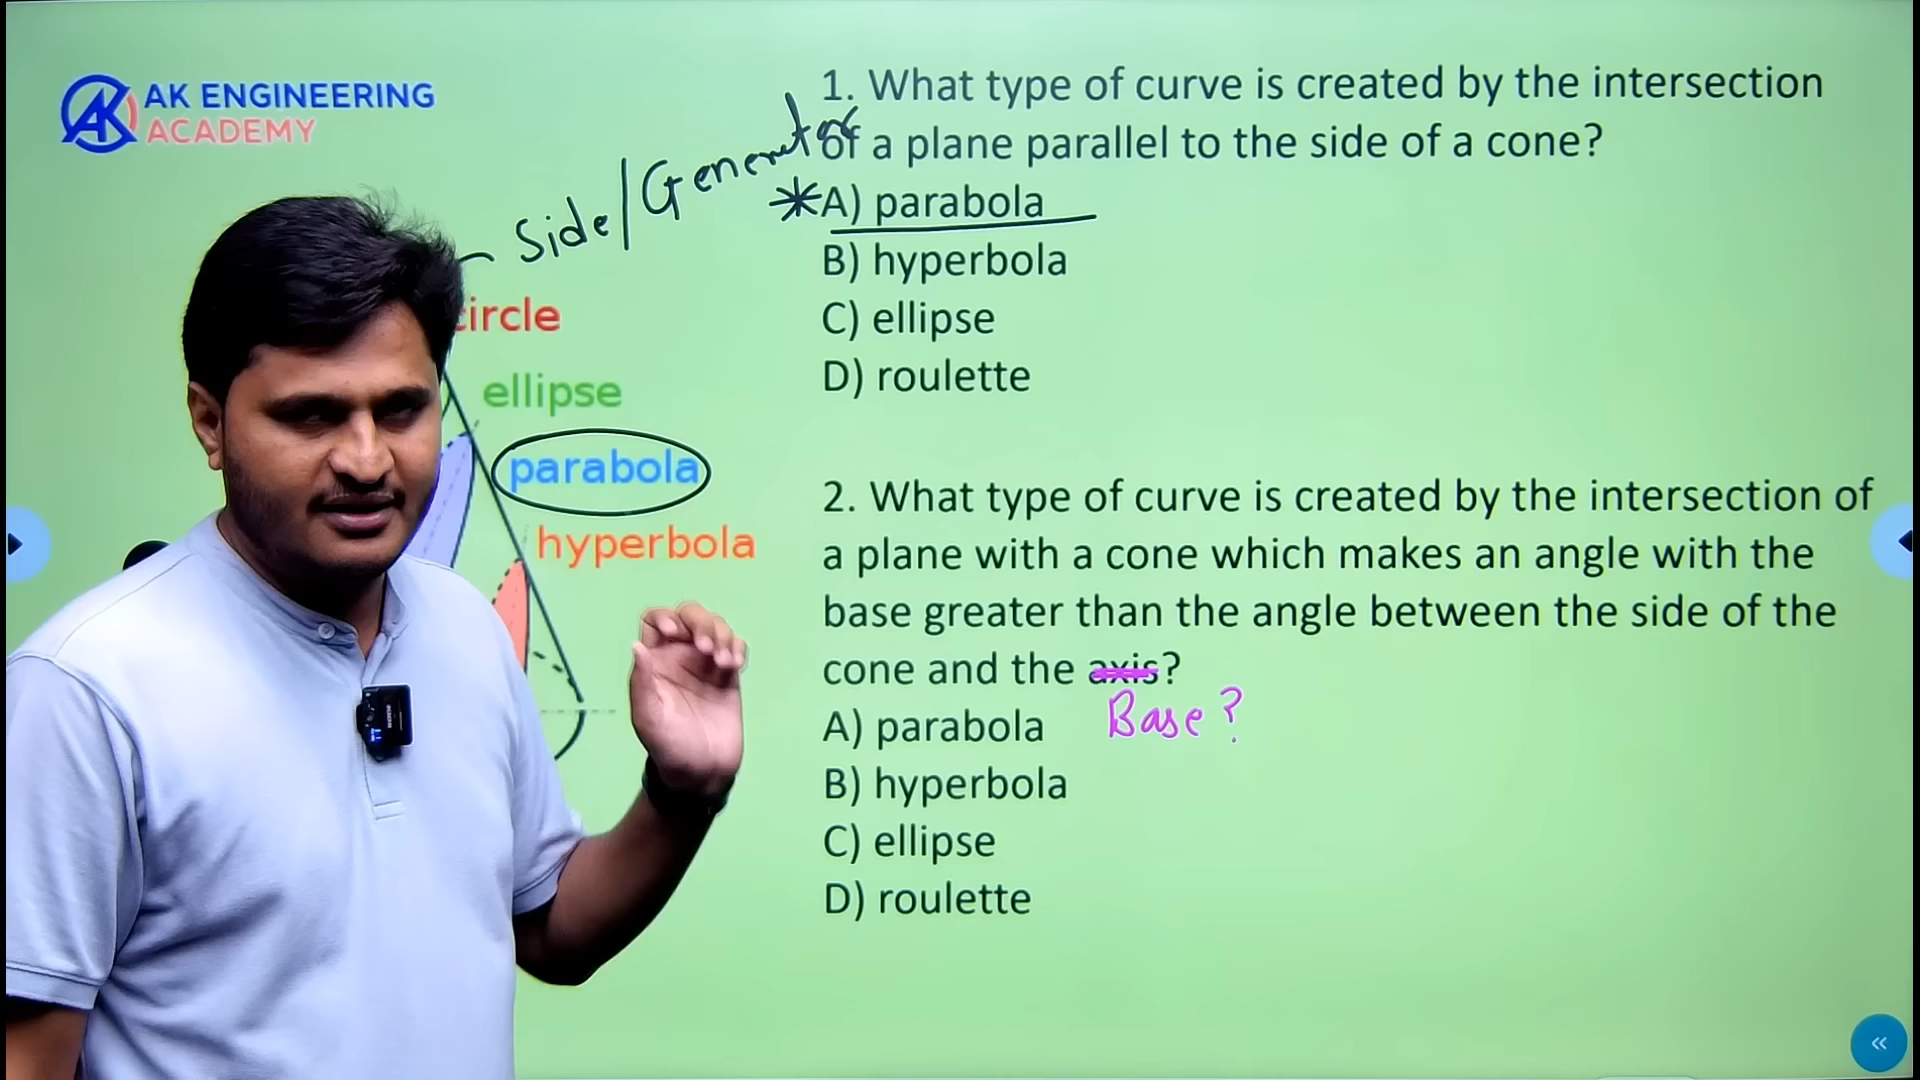 AK ENGINEERING
ACADEMY
Side/Generator
circle
ellipse
parabola
hyperbola
1. What type of curve is created by the intersection
of a plane parallel to the side of a cone?
*A) parabola
B) hyperbola
C) ellipse
D) roulette
2. What type of curve is created by the intersection of
a plane with a cone which makes an angle with the
base greater than the angle between the side of the
cone and the axis?
Base?
A) parabola
B) hyperbola
C) ellipse
D) roulette